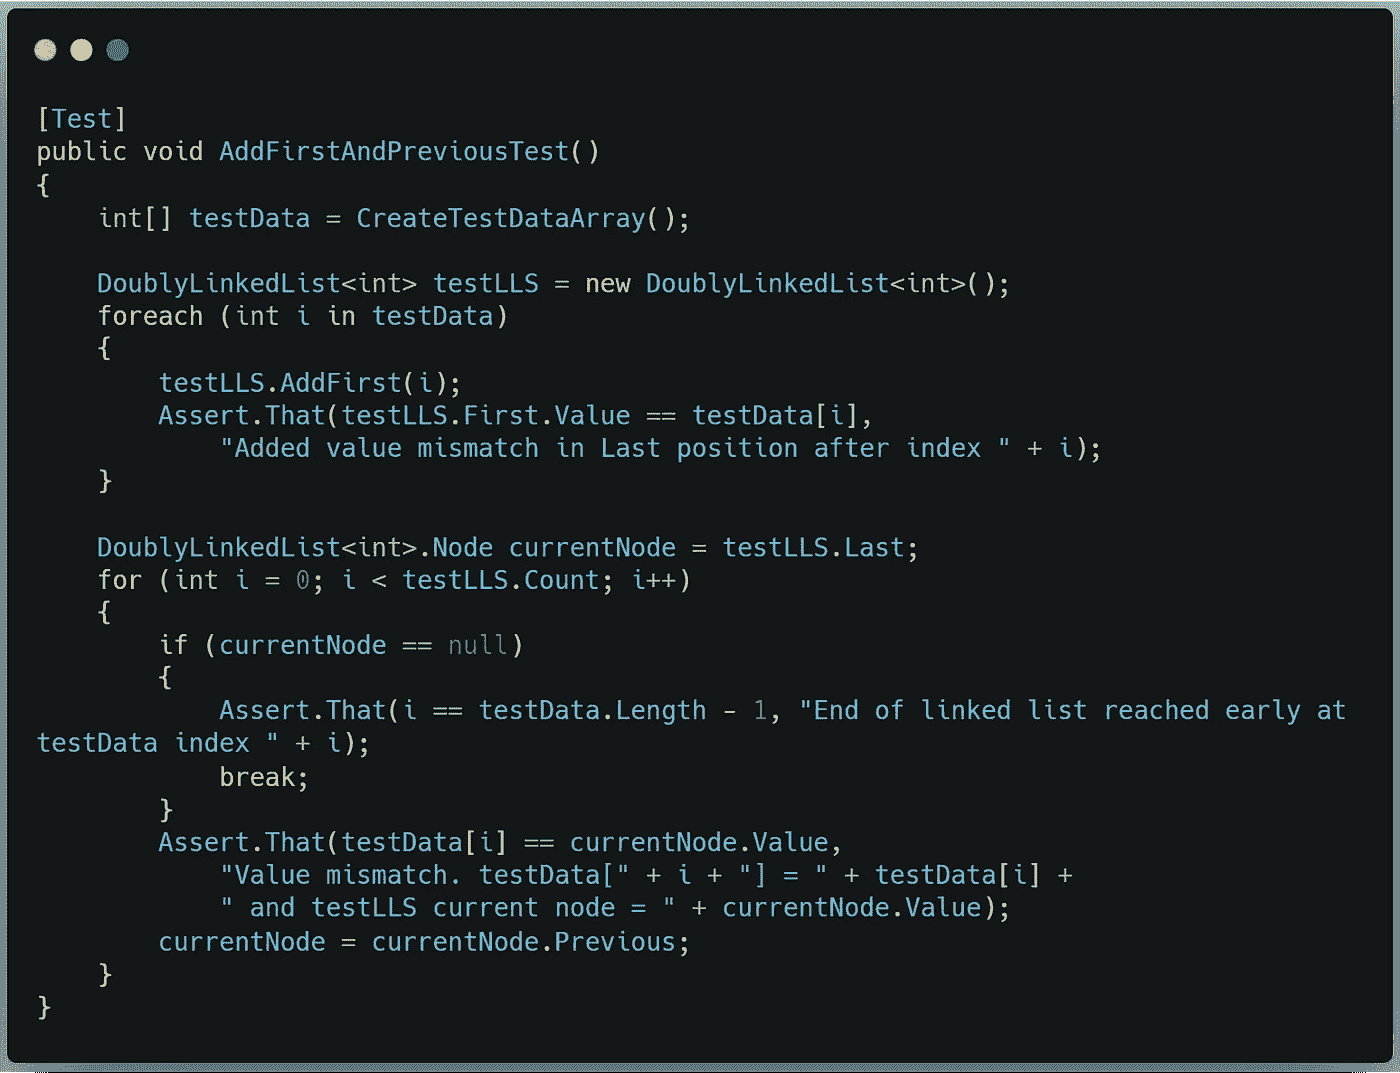 [Test]
public void AddFirstAndPreviousTest()
{
    int[] testData = CreateTestDataArray();

    DoublyLinkedList<int> testLLS = new DoublyLinkedList<int>();
    foreach (int i in testData)
    {
        testLLS.AddFirst(i);
        Assert.That(testLLS.First.Value == testData[i],
            "Added value mismatch in Last position after index " + i);
    }

    DoublyLinkedList<int>.Node currentNode = testLLS.Last;
    for (int i = 0; i < testLLS.Count; i++)
    {
        if (currentNode == null)
        {
            Assert.That(i == testData.Length - 1, "End of linked list reached early at
testData index " + i);
            break;
        }
        Assert.That(testData[i] == currentNode.Value,
            "Value mismatch. testData[" + i + "] = " + testData[i] +
            " and testLLS current node = " + currentNode.Value);
        currentNode = currentNode.Previous;
    }
}